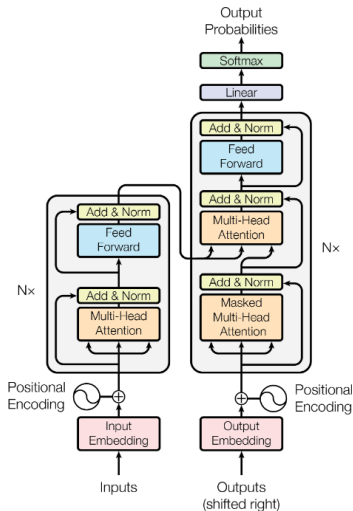 Output
Probabilities
Softmax
Linear
Add & Norm
Feed
Forward
Add & Norm
Multi-Head
Attention
Nx
Add & Norm
Masked
Multi-Head
Attention
Add & Norm
Feed
Forward
Nx
Add & Norm
Multi-Head
Attention
Positional
Encoding
Positional
Encoding
Input
Embedding
Output
Embedding
Inputs
Outputs
(shifted right)